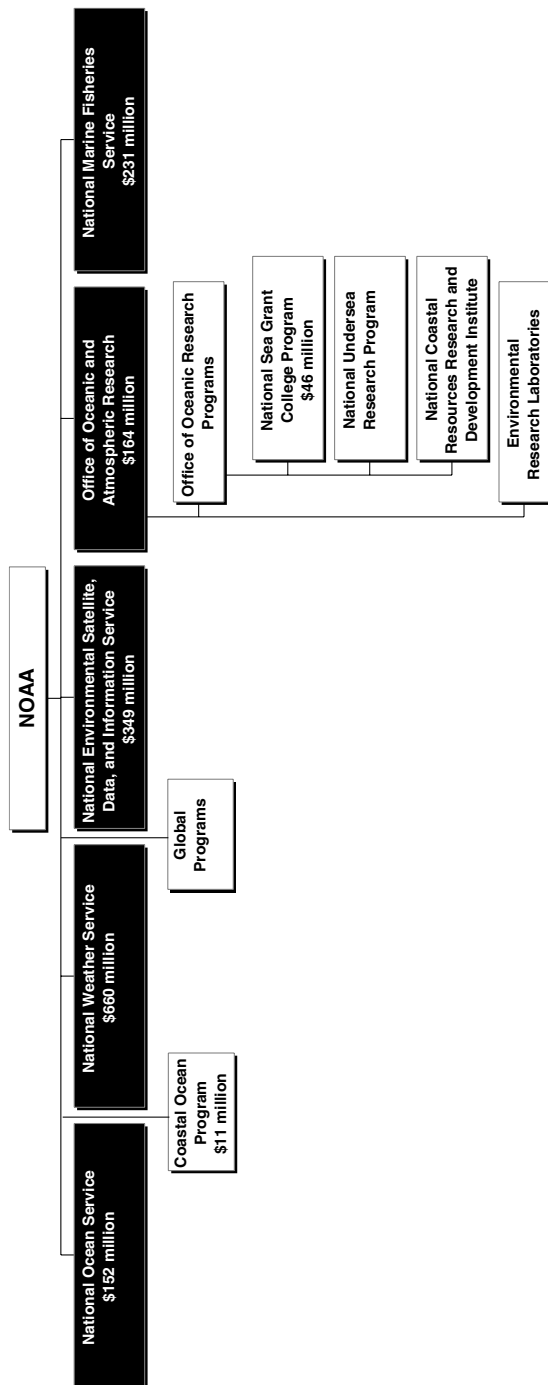 NOAA
National Ocean Service
$152 million
National Weather Service
$660 million
National Environmental Satellite,
Data, and Information Service
$349 million
Office of Oceanic and
Atmospheric Research
$164 million
National Marine Fisheries
Service
$231 million
Coastal Ocean
Program
$11 million
Global
Programs
Office of Oceanic Research
Programs
National Sea Grant
College Program
$46 million
National Undersea
Research Program
National Coastal
Resources Research and
Development Institute
Environmental
Research Laboratories